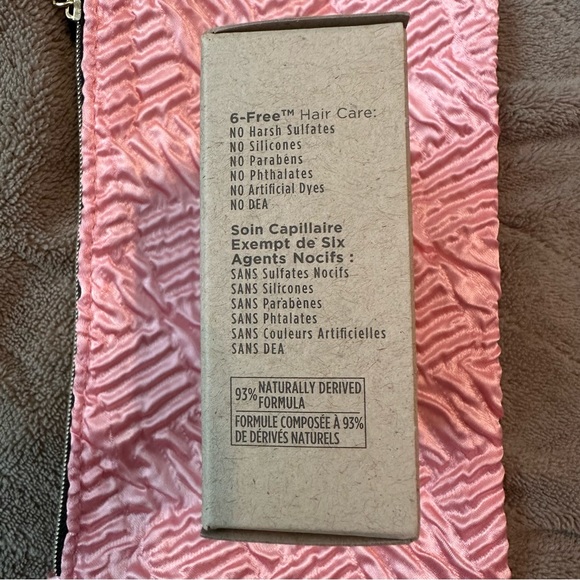 6-Free™ Hair Care:
NO Harsh Sulfates
NO Silicones
NO Parabens
NO Phthalates
NO Artificial Dyes
NO DEA
Soin Capillaire
Exempt de Six
Agents Nocifs :
SANS Sulfates Nocifs
SANS Silicones
SANS Parabènes
SANS Phtalates
SANS Couleurs Artificielles
SANS DEA
93% NATURALLY DERIVED
FORMULA
FORMULE COMPOSÉE À 93%
DE DÉRIVÉS NATURELS